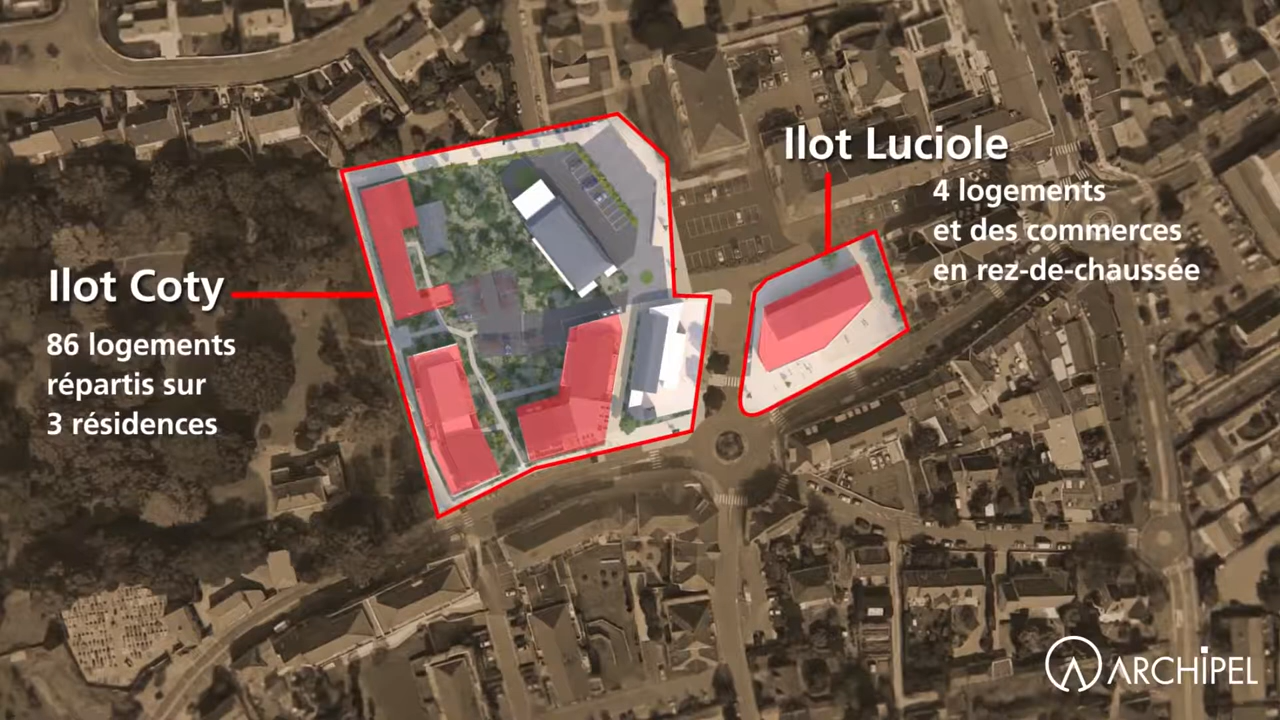 Ilot Coty
86 logements
répartis sur
3 résidences
Ilot Luciole
4 logements
et des commerces
en rez-de-chaussée
ARCHIPEL